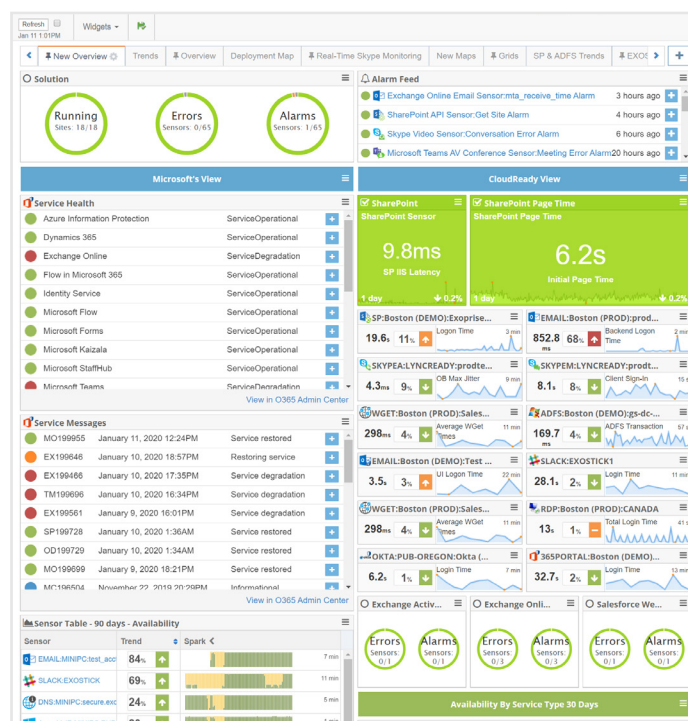 Refresh
Jan 11 1:01PM
Widgets
New Overview
Trends
Overview
Deployment Map
Real-Time Skype Monitoring
New Maps
Grids
SP & ADFS Trends
Solution
Running
Sites: 18/18
Errors
Sensors: 0/65
Alarms
Sensors: 1/65
Alarm Feed
Exchange Online Email Sensor:mta_receive_time Alarm 3 hours ago
SharePoint API Sensor:Get Site Alarm 4 hours ago
Skype Video Sensor:Conversation Error Alarm 6 hours ago
Microsoft Teams AV Conference Sensor:Meeting Error Alarm 20 hours ago
Microsoft's View
CloudReady View
Service Health
Azure Information Protection ServiceOperational
Dynamics 365 ServiceOperational
Exchange Online ServiceDegradation
Flow in Microsoft 365 ServiceOperational
Identity Service ServiceOperational
Microsoft Flow ServiceOperational
Microsoft Forms ServiceOperational
Microsoft Kaizala ServiceOperational
Microsoft StaffHub ServiceOperational
Microsoft Teams ServiceDegradation
View in O365 Admin Center
Service Messages
MO199955 January 11, 2020 12:24PM Service restored
EX199646 January 10, 2020 18:57PM Restoring service
EX199466 January 10, 2020 17:35PM Service degradation
TM199696 January 10, 2020 16:34PM Service degradation
EX199561 January 9, 2020 16:01PM Service degradation
SP199728 January 10, 2020 1:36AM Service restored
OD199729 January 10, 2020 1:34AM Service restored
MO199699 January 9, 2020 18:21PM Service restored
MC196504 November 22, 2019 20:29PM Informational
View in O365 Admin Center
Sensor Table - 90 days - Availability
Sensor Trend Spark
EMAIL:MINIPC:test_acc 84% 7 min
SLACK:EXOSTICK 69% 11 min
DNS:MINIPC:secure.exc 24% 5 min
SharePoint
SharePoint Sensor
9.8ms
SP IIS Latency
1 day 0.2%
SharePoint Page Time
SharePoint Page Time
6.2s
Initial Page Time
1 day 0.2%
SP:Boston (DEMO):Exoprise...
19.6s 11% Logon Time 3 min
EMAIL:Boston (PROD):prod...
852.8 ms 68% Backend Logon Time 2 min
SKYPEA:LYNCREADY:prodte...
4.3ms 9% OB Max Jitter 9 min
SKYPEM:LYNCREADY:prodt...
8.1s 8% Client Sign-In 15 s
WGET:Boston (PROD):Sales...
298ms 4% Average WGet Times 11 min
ADFS:Boston (DEMO):gs-dc-...
169.7 ms 4% ADFS Transaction 57 s
EMAIL:Boston (DEMO):Test ...
3.5s 3% UI Logon Time 22 min
SLACK:EXOSTICK1
28.1s 2% Login Time 11 min
WGET:Boston (PROD):Sales...
298ms 4% Average WGet Times 11 min
RDP:Boston (PROD):CANADA
13s 1% Total Login Time 41 s
OKTA:PUB-OREGON:Okta (...
6.2s 1% Login Time 7 min
365PORTAL:Boston (DEMO)...
32.7s 2% Login Time 13 min
Exchange Activ...
Errors
Sensors:
0/1
Alarms
Sensors:
0/1
Exchange Onli...
Errors
Sensors:
0/3
Alarms
Sensors:
0/3
Salesforce We...
Errors
Sensors:
0/1
Alarms
Sensors:
0/1
Availability By Service Type 30 Days